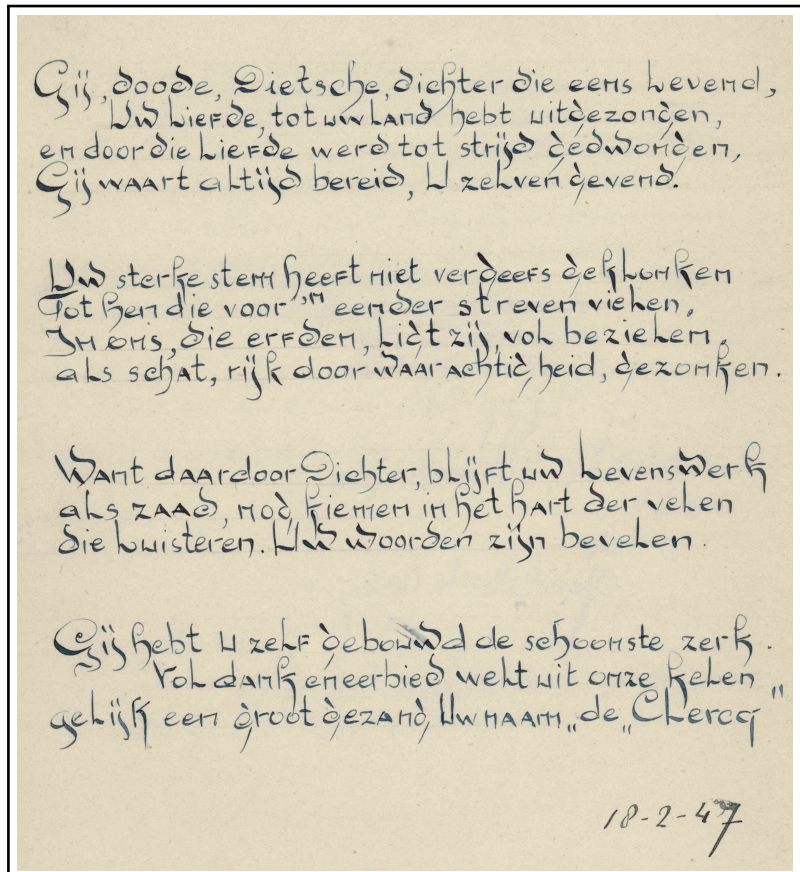 Gij, doode, Dietsche, dichter die eens levend,
Uw liefde, tot uw land hebt uitgezongen,
en door die liefde werd tot strijd gedwongen,
Gij waart altijd bereid, U zelven gevend.
Uw sterke stem heeft niet vergeefs geklonken
Tot hen die voor 'n eender streven vielen.
In ons, die erfden, ligt zij, vol bezielen,
als schat, rijk door waarachtigheid, gezonken.
Want daardoor Dichter, blijft uw levenswerk
als zaad, nog kiemen in het hart der velen
die luisteren. Uw woorden zijn bevelen.
Gij hebt U zelf gebouwd de schoonste zerk.
Vol dank en eerbied welt uit onze kelen
gelijk een groot gezang, Uw naam „de „Clercq"
18-2-47